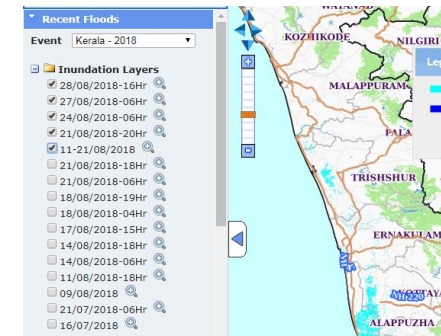 Recent Floods
Event Kerala - 2018
Inundation Layers
28/08/2018-16Hr
27/08/2018-06Hr
24/08/2018-06Hr
21/08/2018-20Hr
11-21/08/2018
21/08/2018-18Hr
21/08/2018-06Hr
18/08/2018-19Hr
18/08/2018-04Hr
17/08/2018-15Hr
14/08/2018-18Hr
14/08/2018-06Hr
11/08/2018-18Hr
09/08/2018
21/07/2018-06Hr
16/07/2018
KOZHIKODE
NILGIRI
MALAPPURAM
TRISHSHUR
ERNAKULAM
NH-220
ALAPPUZHA